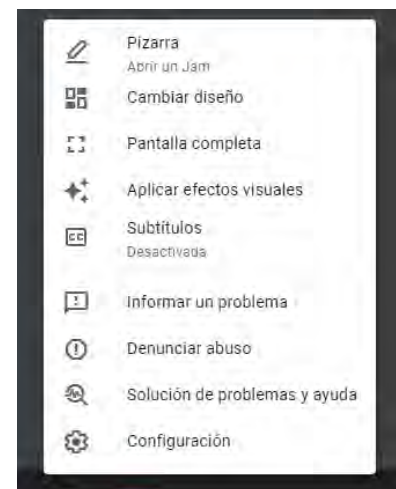 Pizarra
Abrir un Jam
Cambiar diseño
Pantalla completa
Aplicar efectos visuales
Subtítulos
Desactivada
Informar un problema
Denunciar abuso
Solución de problemas y ayuda
Configuración